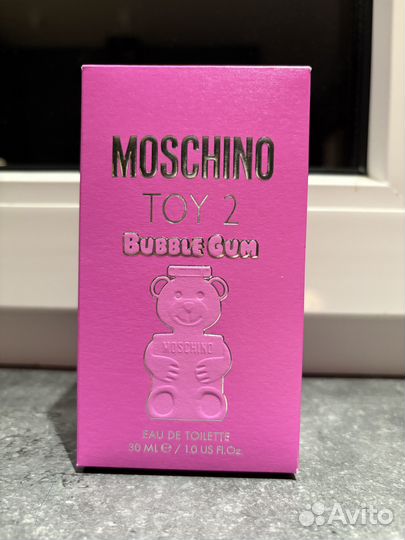 MOSCHINO
TOY 2
BUBBLE GUM
MOSCHINO
EAU DE TOILETTE
30 ML ℮ / 1.0 US FL.OZ.
Avito